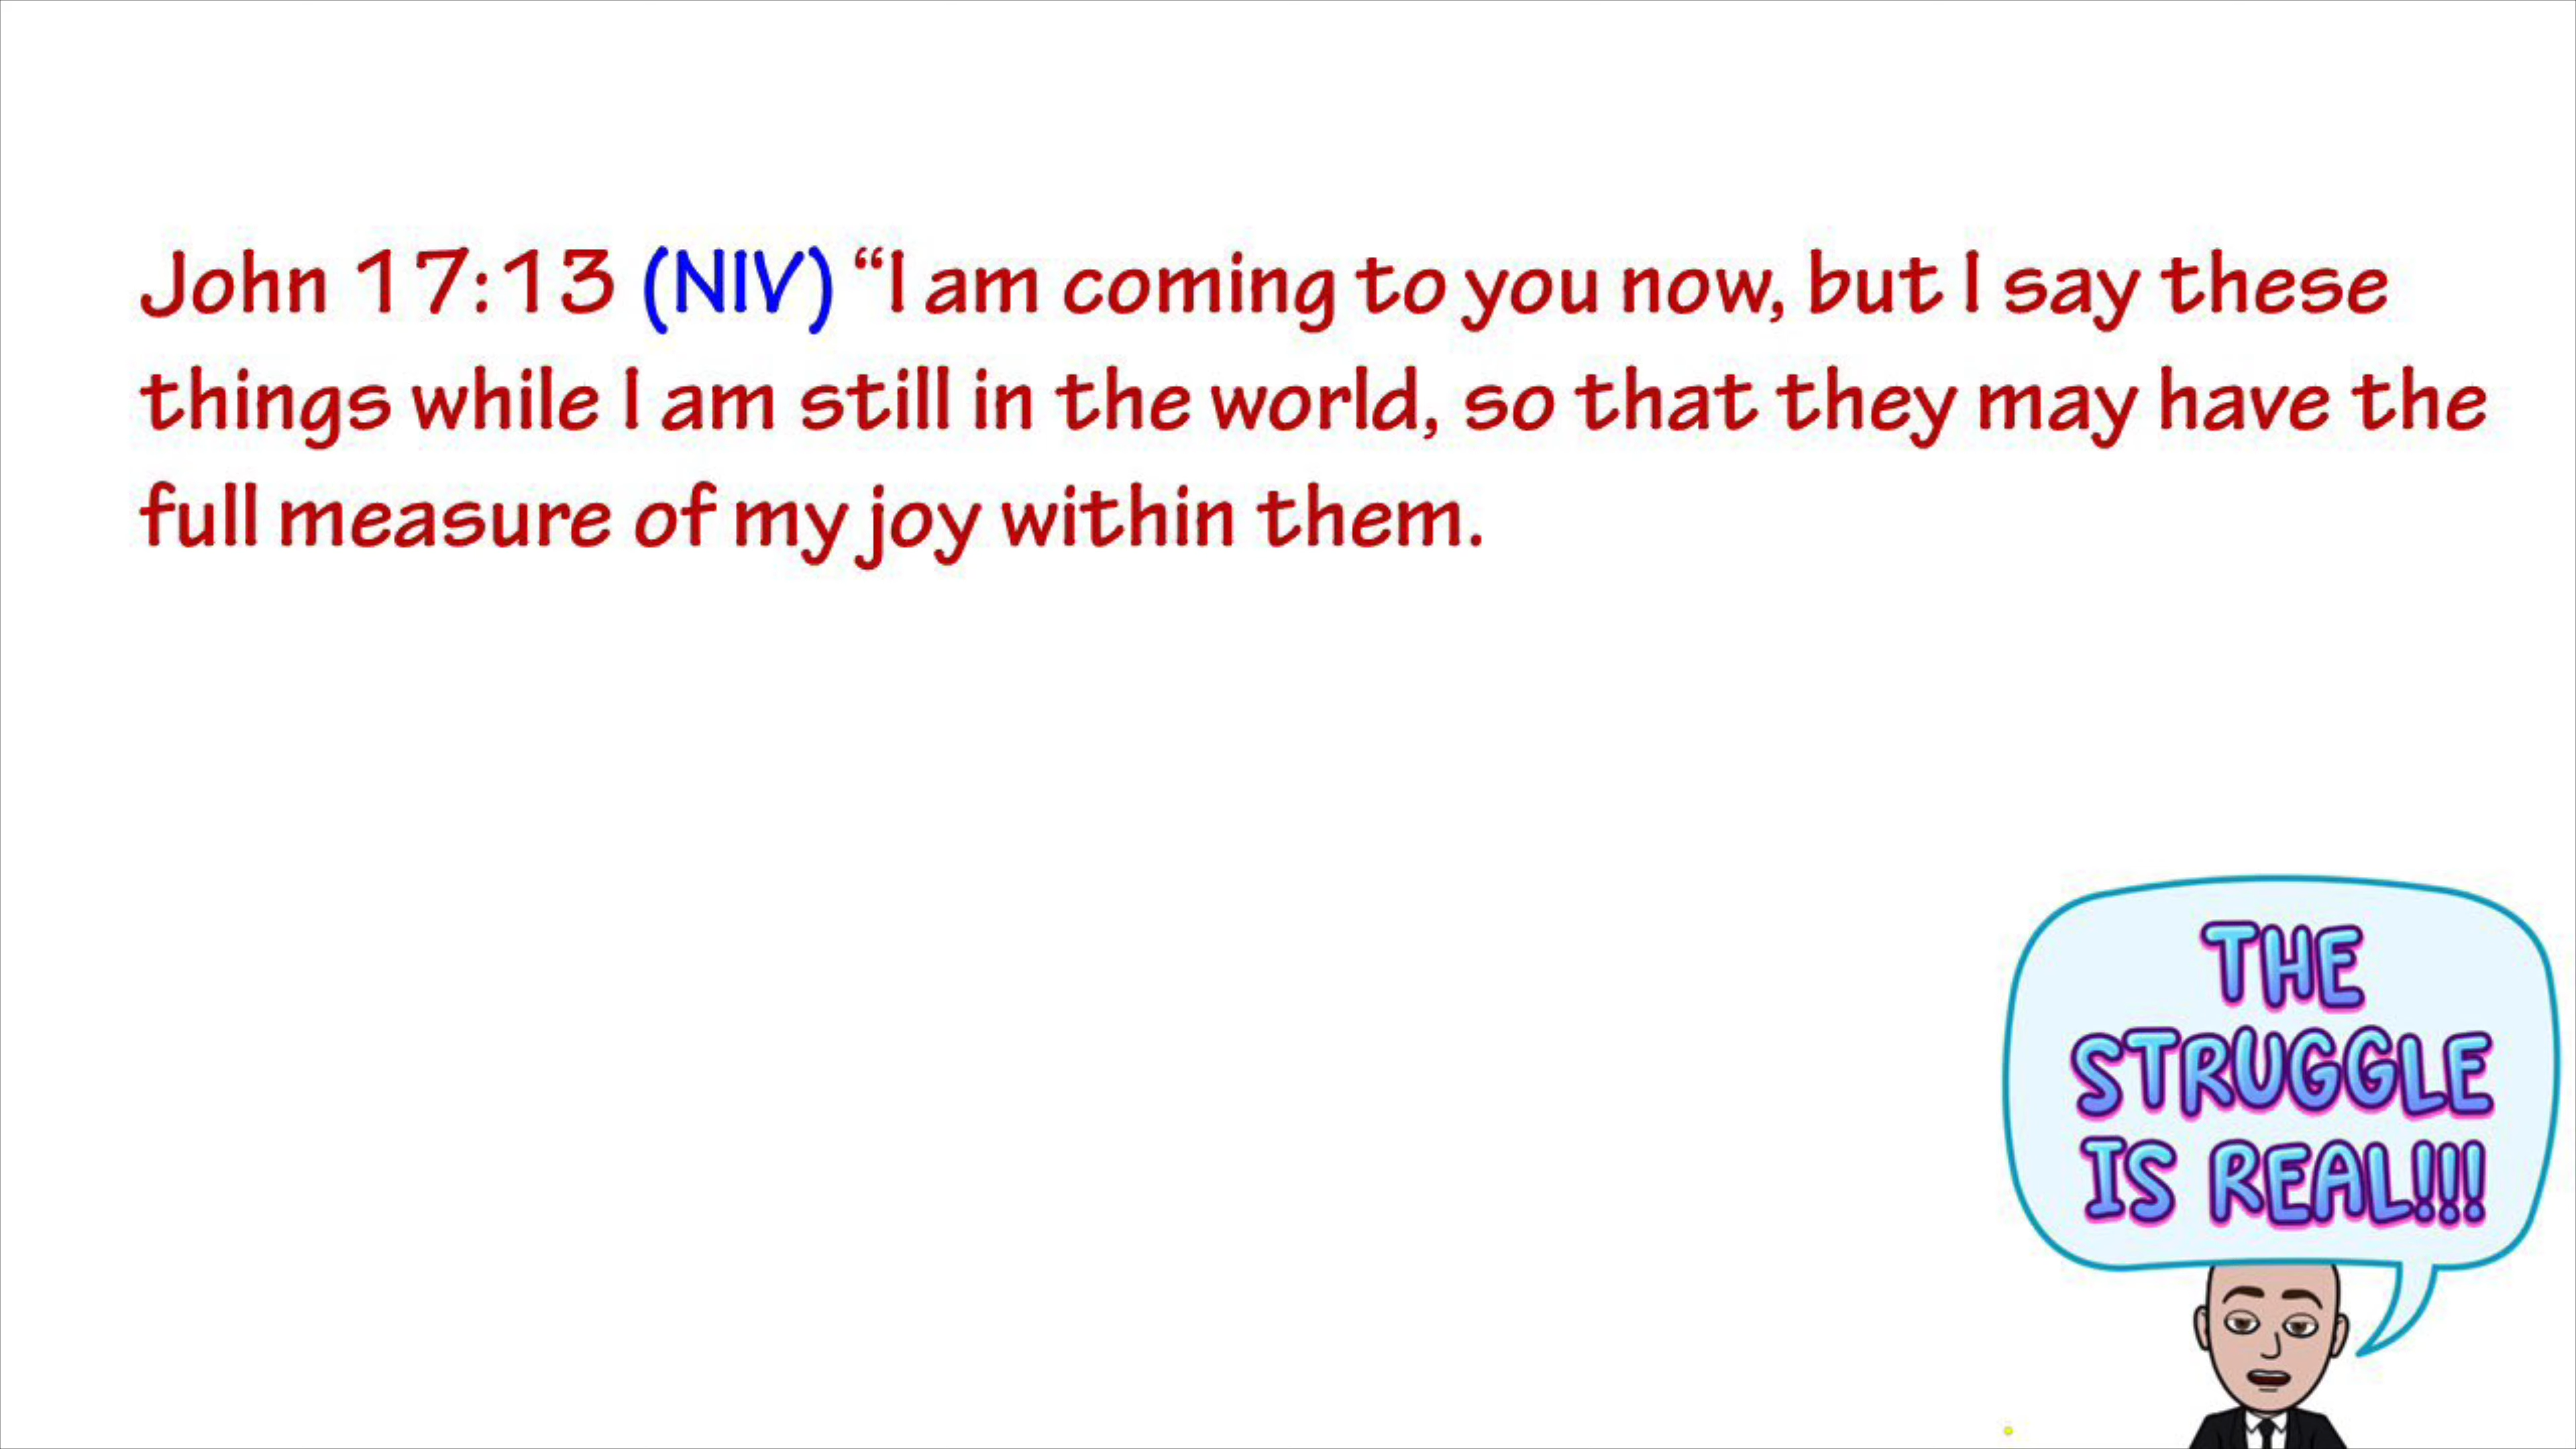 John 17:13 (NIV) “I am coming to you now, but I say these
things while I am still in the world, so that they may have the
full measure of my joy within them.
THE
STRUGGLE
IS REAL!!!